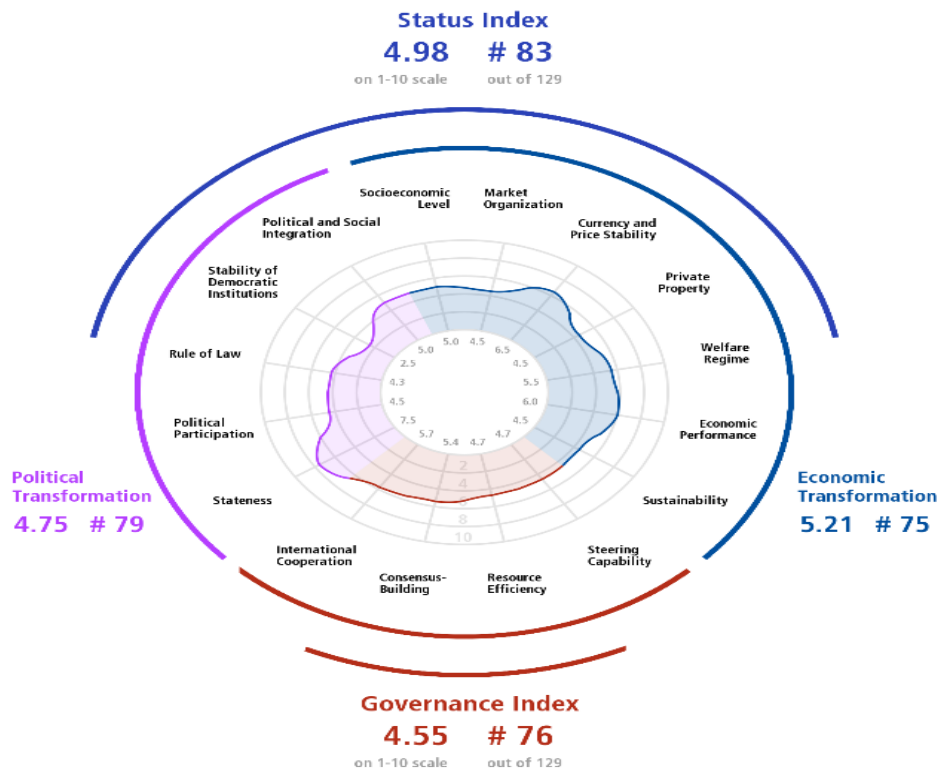 Status Index
4.98 # 83
on 1-10 scale out of 129
Socioeconomic
Level
Market
Organization
Political and Social
Integration
Currency and
Price Stability
Stability of
Democratic
Institutions
Private
Property
Rule of Law
Welfare
Regime
Political
Participation
Economic
Performance
Stateness
Sustainability
International
Cooperation
Steering
Capability
Consensus-
Building
Resource
Efficiency
5.0 4.5
5.0 6.5
2.5 4.5
4.3 5.5
4.5 6.0
7.5 4.5
5.7 4.7
5.4 4.7
2
4
6
8
10
Political
Transformation
4.75 # 79
Economic
Transformation
5.21 # 75
Governance Index
4.55 # 76
on 1-10 scale out of 129